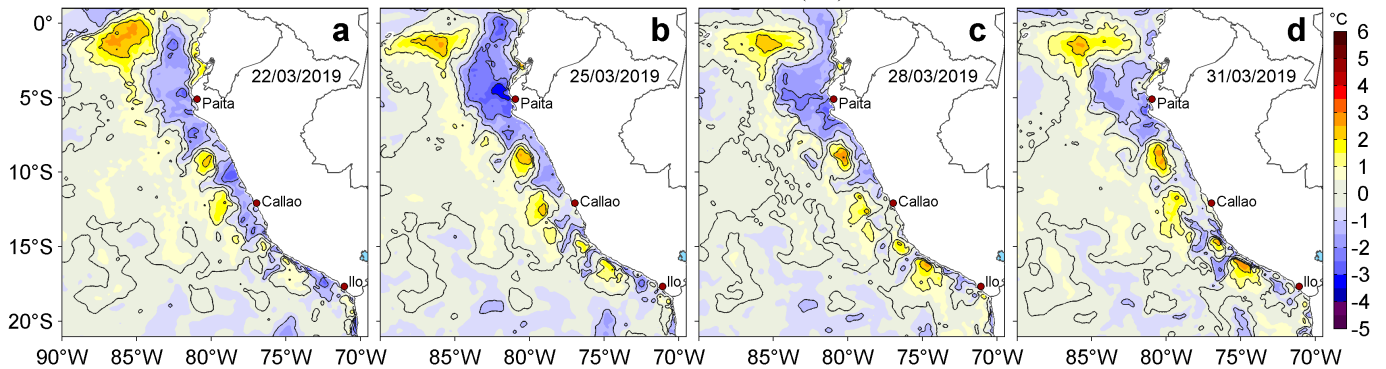 a
b
c
d
°C
22/03/2019
25/03/2019
28/03/2019
31/03/2019
Paita
Paita
Paita
Paita
Callao
Callao
Callao
Callao
Ilo
Ilo
Ilo
Ilo
0°
5°S
10°S
15°S
20°S
90°W 85°W 80°W 75°W 70°W
85°W 80°W 75°W 70°W
85°W 80°W 75°W 70°W
85°W 80°W 75°W 70°W
6
5
4
3
2
1
0
-1
-2
-3
-4
-5